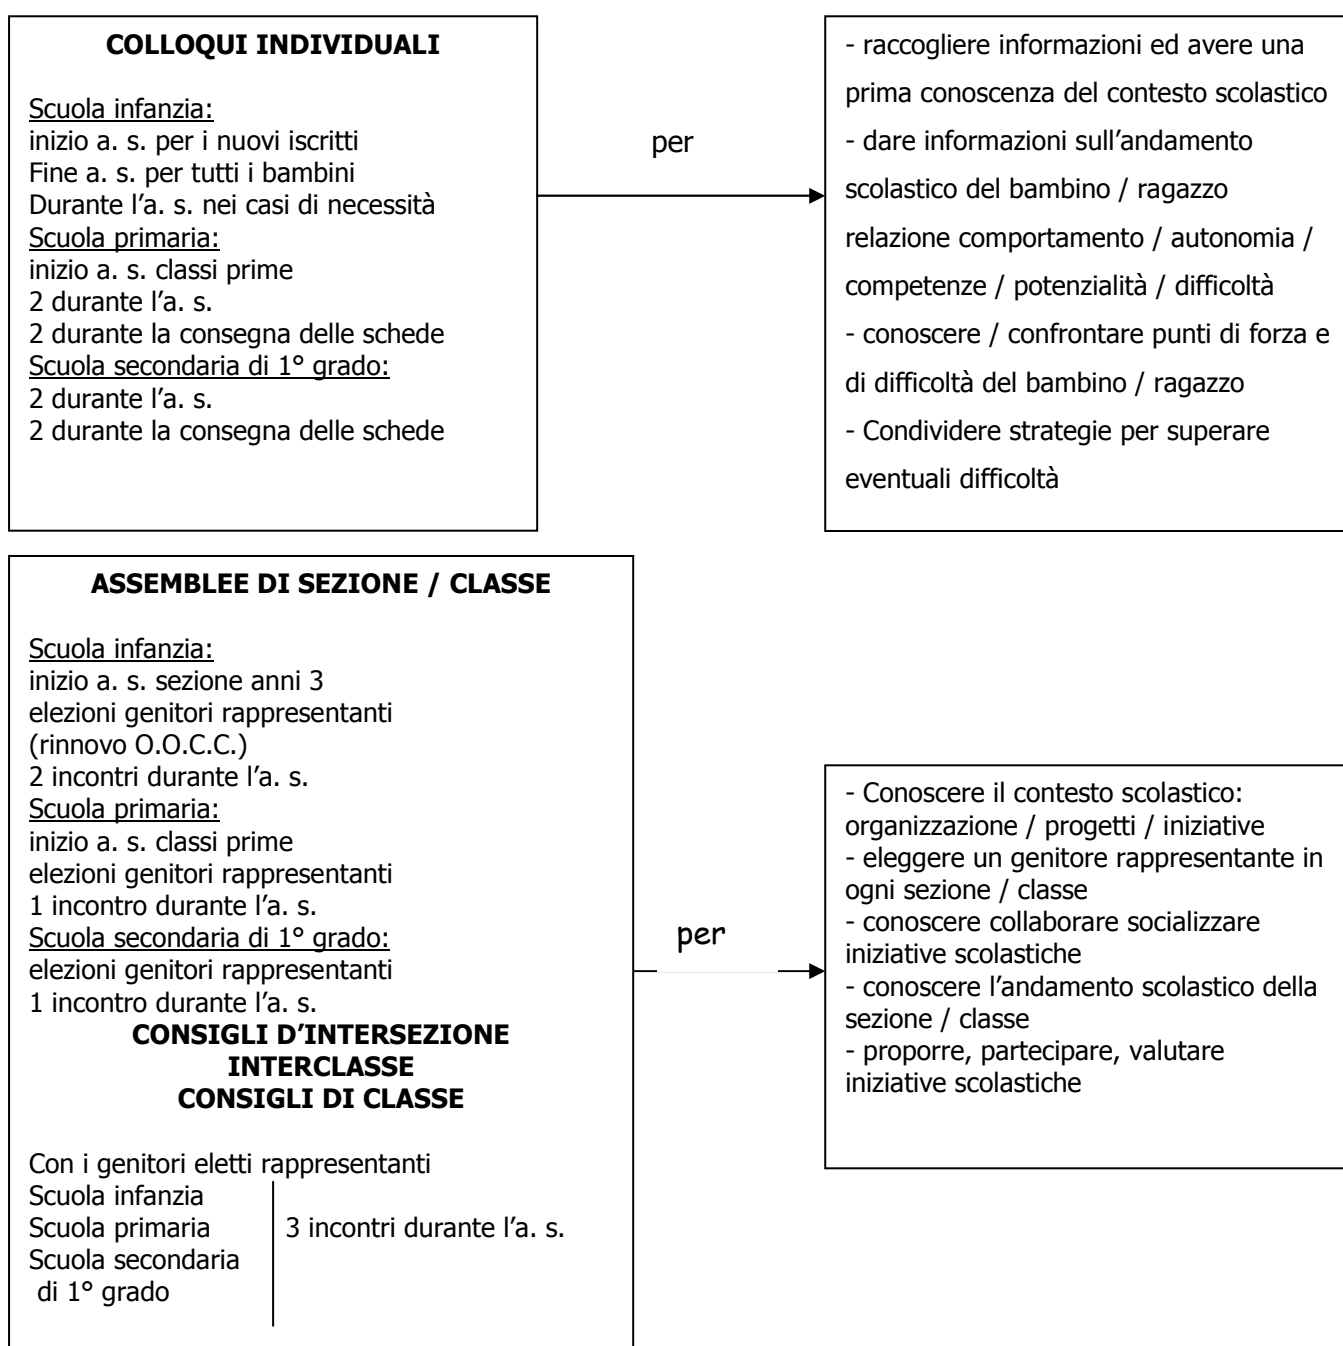 COLLOQUI INDIVIDUALI
Scuola infanzia:
inizio a. s. per i nuovi iscritti
Fine a. s. per tutti i bambini
Durante l’a. s. nei casi di necessità
Scuola primaria:
inizio a. s. classi prime
2 durante l’a. s.
2 durante la consegna delle schede
Scuola secondaria di 1° grado:
2 durante l’a. s.
2 durante la consegna delle schede
per
- raccogliere informazioni ed avere una
prima conoscenza del contesto scolastico
- dare informazioni sull’andamento
scolastico del bambino / ragazzo
relazione comportamento / autonomia /
competenze / potenzialità / difficoltà
- conoscere / confrontare punti di forza e
di difficoltà del bambino / ragazzo
- Condividere strategie per superare
eventuali difficoltà
ASSEMBLEE DI SEZIONE / CLASSE
Scuola infanzia:
inizio a. s. sezione anni 3
elezioni genitori rappresentanti
(rinnovo O.O.C.C.)
2 incontri durante l’a. s.
Scuola primaria:
inizio a. s. classi prime
elezioni genitori rappresentanti
1 incontro durante l’a. s.
Scuola secondaria di 1° grado:
elezioni genitori rappresentanti
1 incontro durante l’a. s.
CONSIGLI D’INTERSEZIONE
INTERCLASSE
CONSIGLI DI CLASSE
Con i genitori eletti rappresentanti
Scuola infanzia
Scuola primaria
Scuola secondaria
di 1° grado
3 incontri durante l’a. s.
per
- Conoscere il contesto scolastico:
organizzazione / progetti / iniziative
- eleggere un genitore rappresentante in
ogni sezione / classe
- conoscere collaborare socializzare
iniziative scolastiche
- conoscere l’andamento scolastico della
sezione / classe
- proporre, partecipare, valutare
iniziative scolastiche